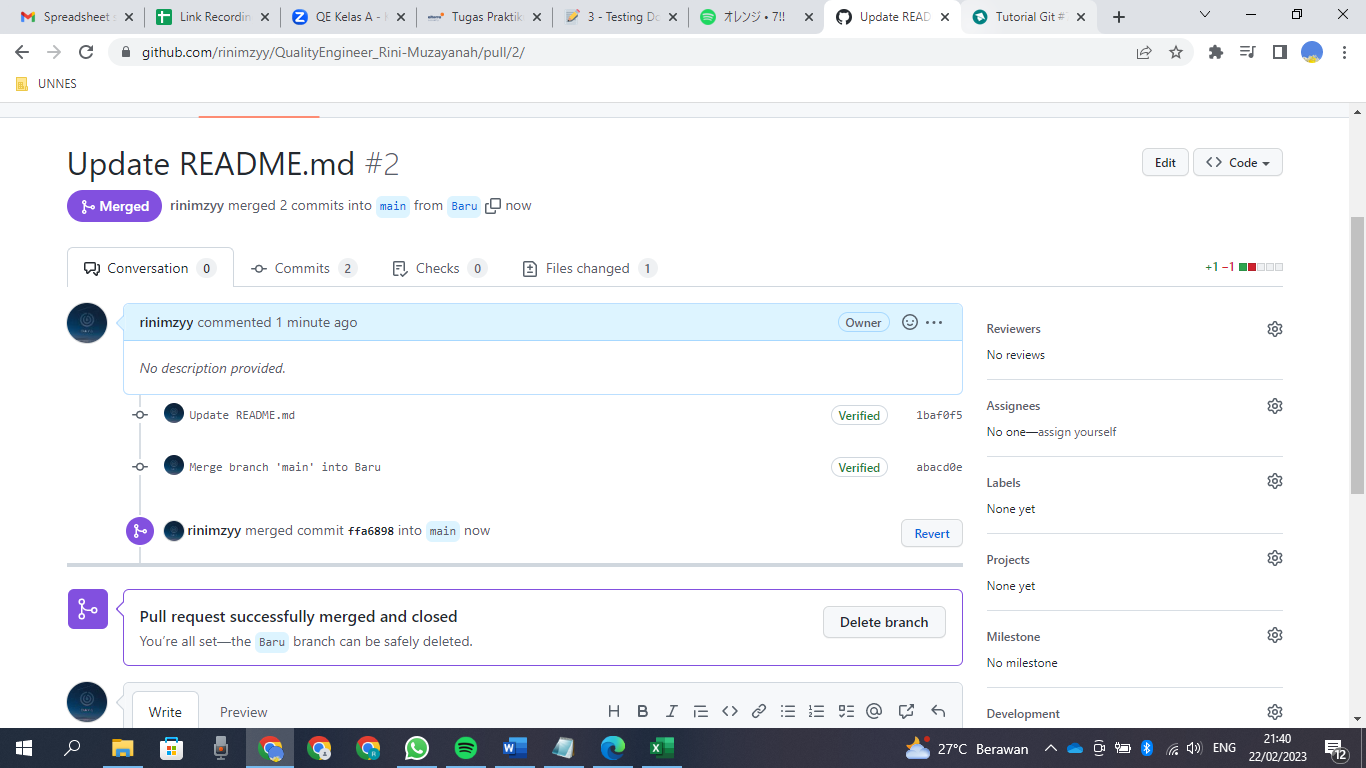 Spreadsheet
Link Recordin
QE Kelas A -
Tugas Praktik
3 - Testing Do
オレンジ • 7!!
Update READ
Tutorial Git #
github.com/rinimzyy/QualityEngineer_Rini-Muzayanah/pull/2/
UNNES
Update README.md #2
Edit
<> Code
Merged
rinimzyy merged 2 commits into main from Baru now
Conversation 0
Commits 2
Checks 0
Files changed 1
+1 −1
rinimzyy commented 1 minute ago
Owner
No description provided.
Update README.md
Verified
1baf0f5
Merge branch 'main' into Baru
Verified
abacd0e
rinimzyy merged commit ffa6898 into main now
Revert
Pull request successfully merged and closed
You're all set—the Baru branch can be safely deleted.
Delete branch
Write
Preview
H B I
Reviewers
No reviews
Assignees
No one—assign yourself
Labels
None yet
Projects
None yet
Milestone
No milestone
Development
27°C Berawan
ENG
21:40
22/02/2023
12